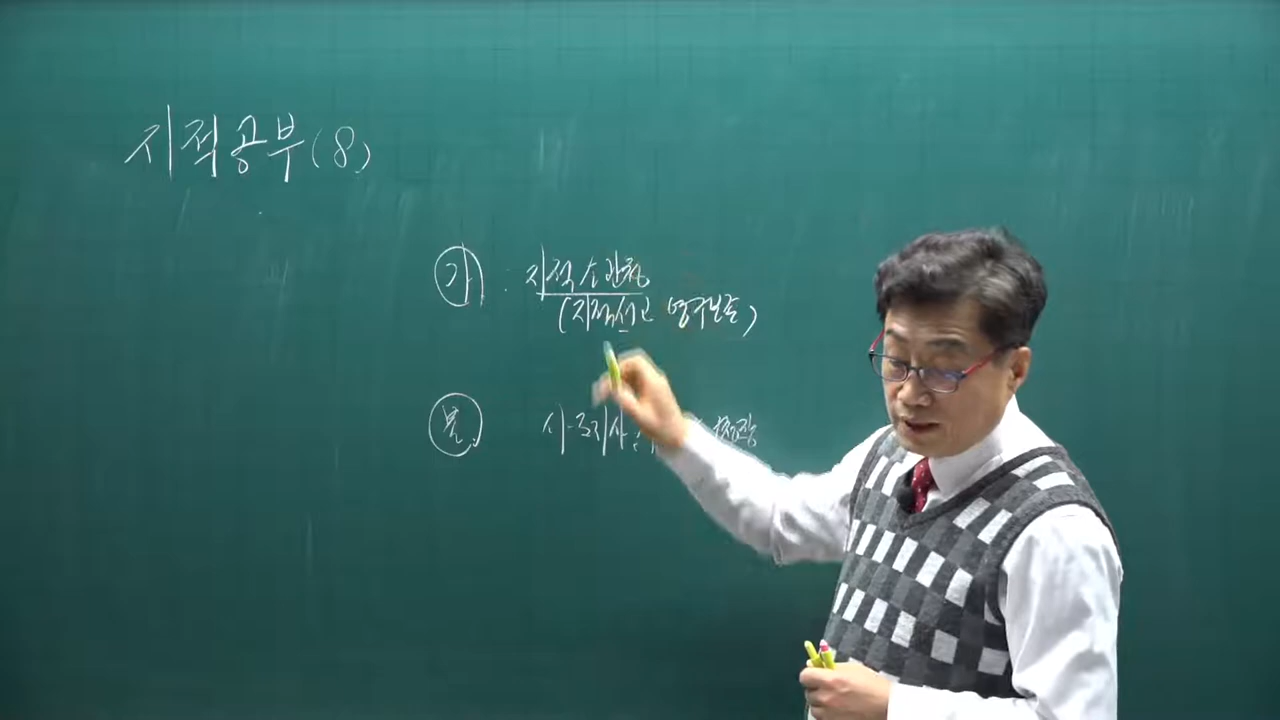 지적공부(8)
가 : 지적소관청
(지적서고 영구보존)
불 시·도지사,